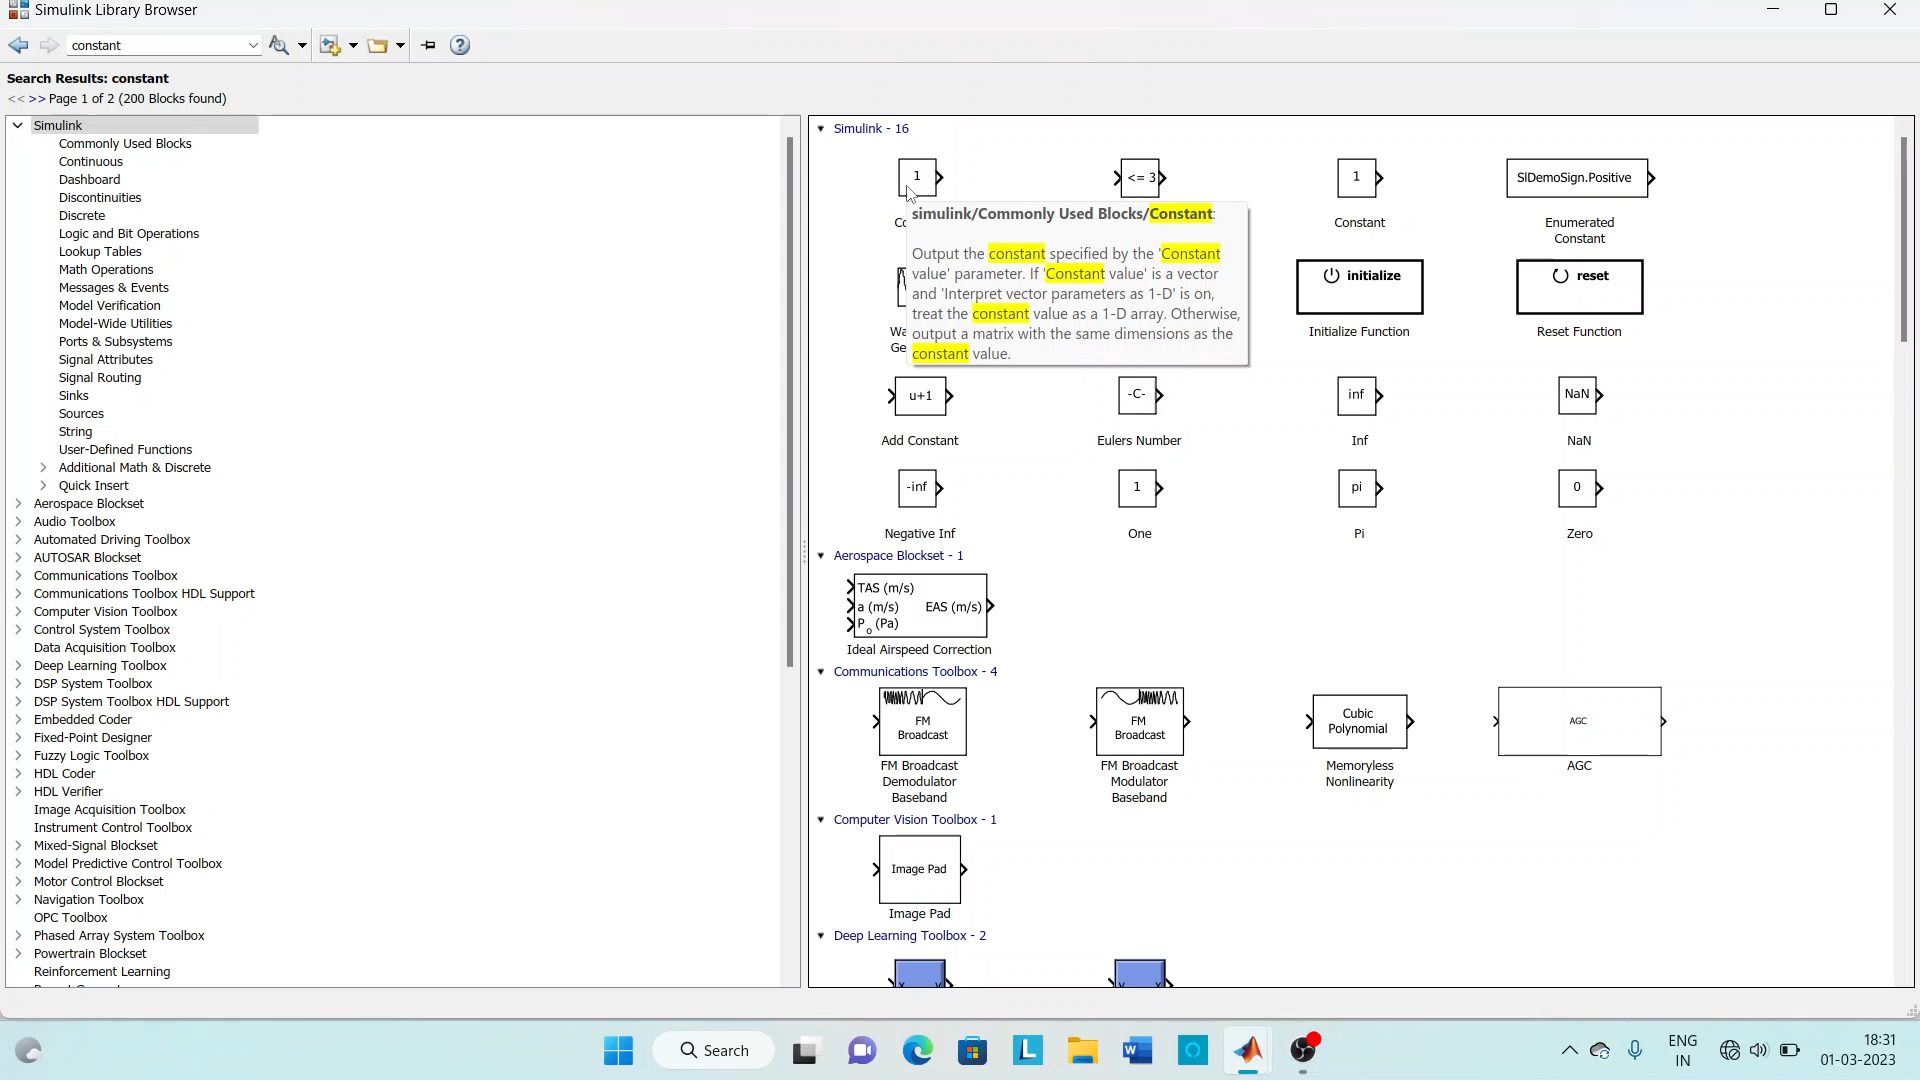 Simulink Library Browser
constant
Search Results: constant
<< >> Page 1 of 2 (200 Blocks found)
Simulink
Commonly Used Blocks
Continuous
Dashboard
Discontinuities
Discrete
Logic and Bit Operations
Lookup Tables
Math Operations
Messages & Events
Model Verification
Model-Wide Utilities
Ports & Subsystems
Signal Attributes
Signal Routing
Sinks
Sources
String
User-Defined Functions
Additional Math & Discrete
Quick Insert
Aerospace Blockset
Audio Toolbox
Automated Driving Toolbox
AUTOSAR Blockset
Communications Toolbox
Communications Toolbox HDL Support
Computer Vision Toolbox
Control System Toolbox
Data Acquisition Toolbox
Deep Learning Toolbox
DSP System Toolbox
DSP System Toolbox HDL Support
Embedded Coder
Fixed-Point Designer
Fuzzy Logic Toolbox
HDL Coder
HDL Verifier
Image Acquisition Toolbox
Instrument Control Toolbox
Mixed-Signal Blockset
Model Predictive Control Toolbox
Motor Control Blockset
Navigation Toolbox
OPC Toolbox
Phased Array System Toolbox
Powertrain Blockset
Reinforcement Learning
Simulink - 16
1
<= 3
1
SlDemoSign.Positive
Constant
Enumerated
Constant
simulink/Commonly Used Blocks/Constant:
Output the constant specified by the 'Constant
value' parameter. If 'Constant value' is a vector
and 'Interpret vector parameters as 1-D' is on,
treat the constant value as a 1-D array. Otherwise,
output a matrix with the same dimensions as the
constant value.
initialize
reset
Initialize Function
Reset Function
u+1
-C-
inf
NaN
Add Constant
Eulers Number
Inf
NaN
-inf
1
pi
0
Negative Inf
One
Pi
Zero
Aerospace Blockset - 1
TAS (m/s)
a (m/s) EAS (m/s)
Po (Pa)
Ideal Airspeed Correction
Communications Toolbox - 4
FM
Broadcast
FM
Broadcast
Cubic
Polynomial
AGC
FM Broadcast
Demodulator
Baseband
FM Broadcast
Modulator
Baseband
Memoryless
Nonlinearity
AGC
Computer Vision Toolbox - 1
Image Pad
Image Pad
Deep Learning Toolbox - 2
Search
ENG
IN
18:31
01-03-2023